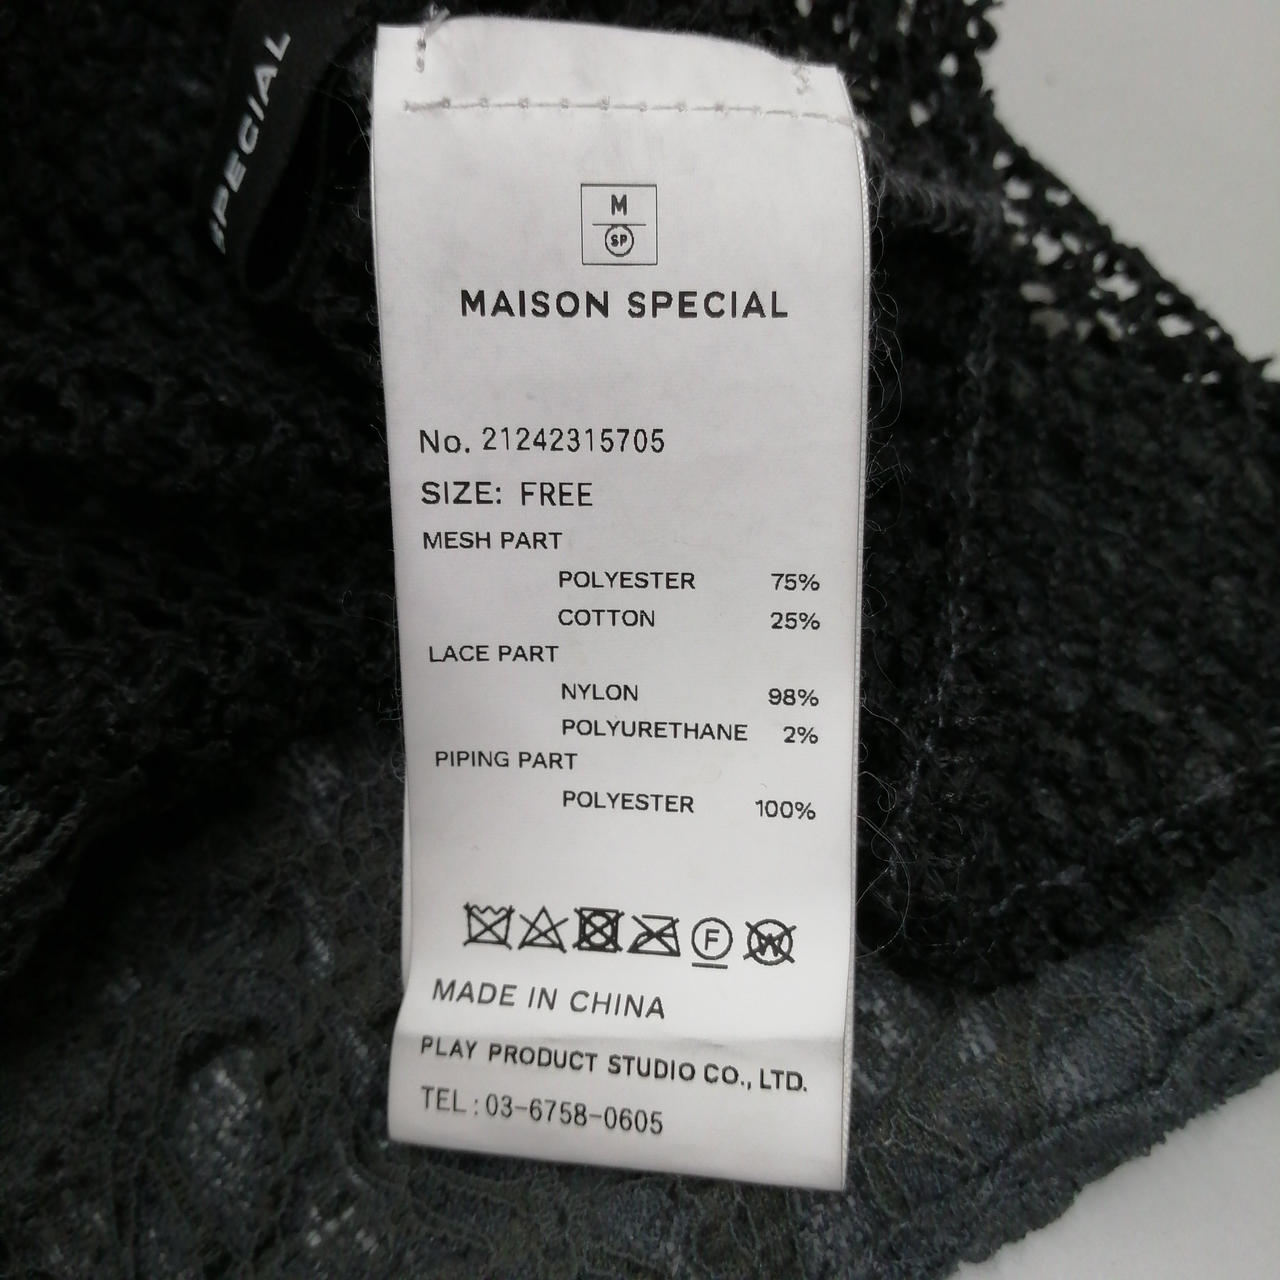 SPECIAL
M
SP
MAISON SPECIAL
No. 21242315705
SIZE: FREE
MESH PART
POLYESTER 75%
COTTON 25%
LACE PART
NYLON 98%
POLYURETHANE 2%
PIPING PART
POLYESTER 100%
F W
MADE IN CHINA
PLAY PRODUCT STUDIO CO., LTD.
TEL : 03-6758-0605